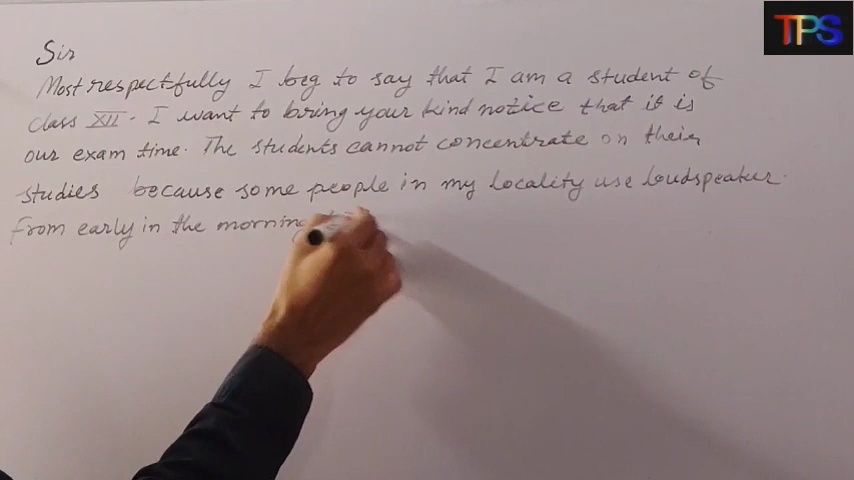 TPS
Sir
Most respectfully I beg to say that I am a student of
class XII. I want to bring your kind notice that it is
our exam time. The students cannot concentrate on their
studies because some people in my locality use loudspeaker.
From early in the morning